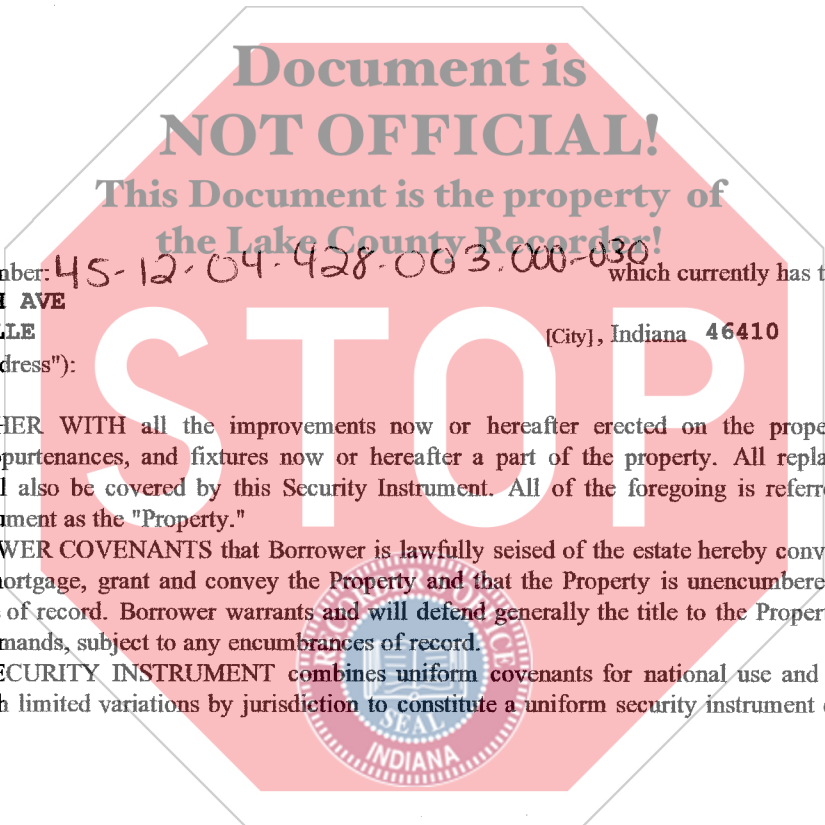 Document is
NOT OFFICIAL!
This Document is the property of
the Lake County Recorder!
nber: 45-12-04-428-003.000-030 which currently has t
AVE
LLE [City], Indiana 46410
dress"):
STOP
HER WITH all the improvements now or hereafter erected on the prope
purtenances, and fixtures now or hereafter a part of the property. All repla
l also be covered by this Security Instrument. All of the foregoing is referr
ument as the "Property."
WER COVENANTS that Borrower is lawfully seised of the estate hereby conv
ortgage, grant and convey the Property and that the Property is unencumbere
of record. Borrower warrants and will defend generally the title to the Proper
mands, subject to any encumbrances of record.
ECURITY INSTRUMENT combines uniform covenants for national use and
h limited variations by jurisdiction to constitute a uniform security instrument
RECORDER'S OFFICE
SEAL
INDIANA